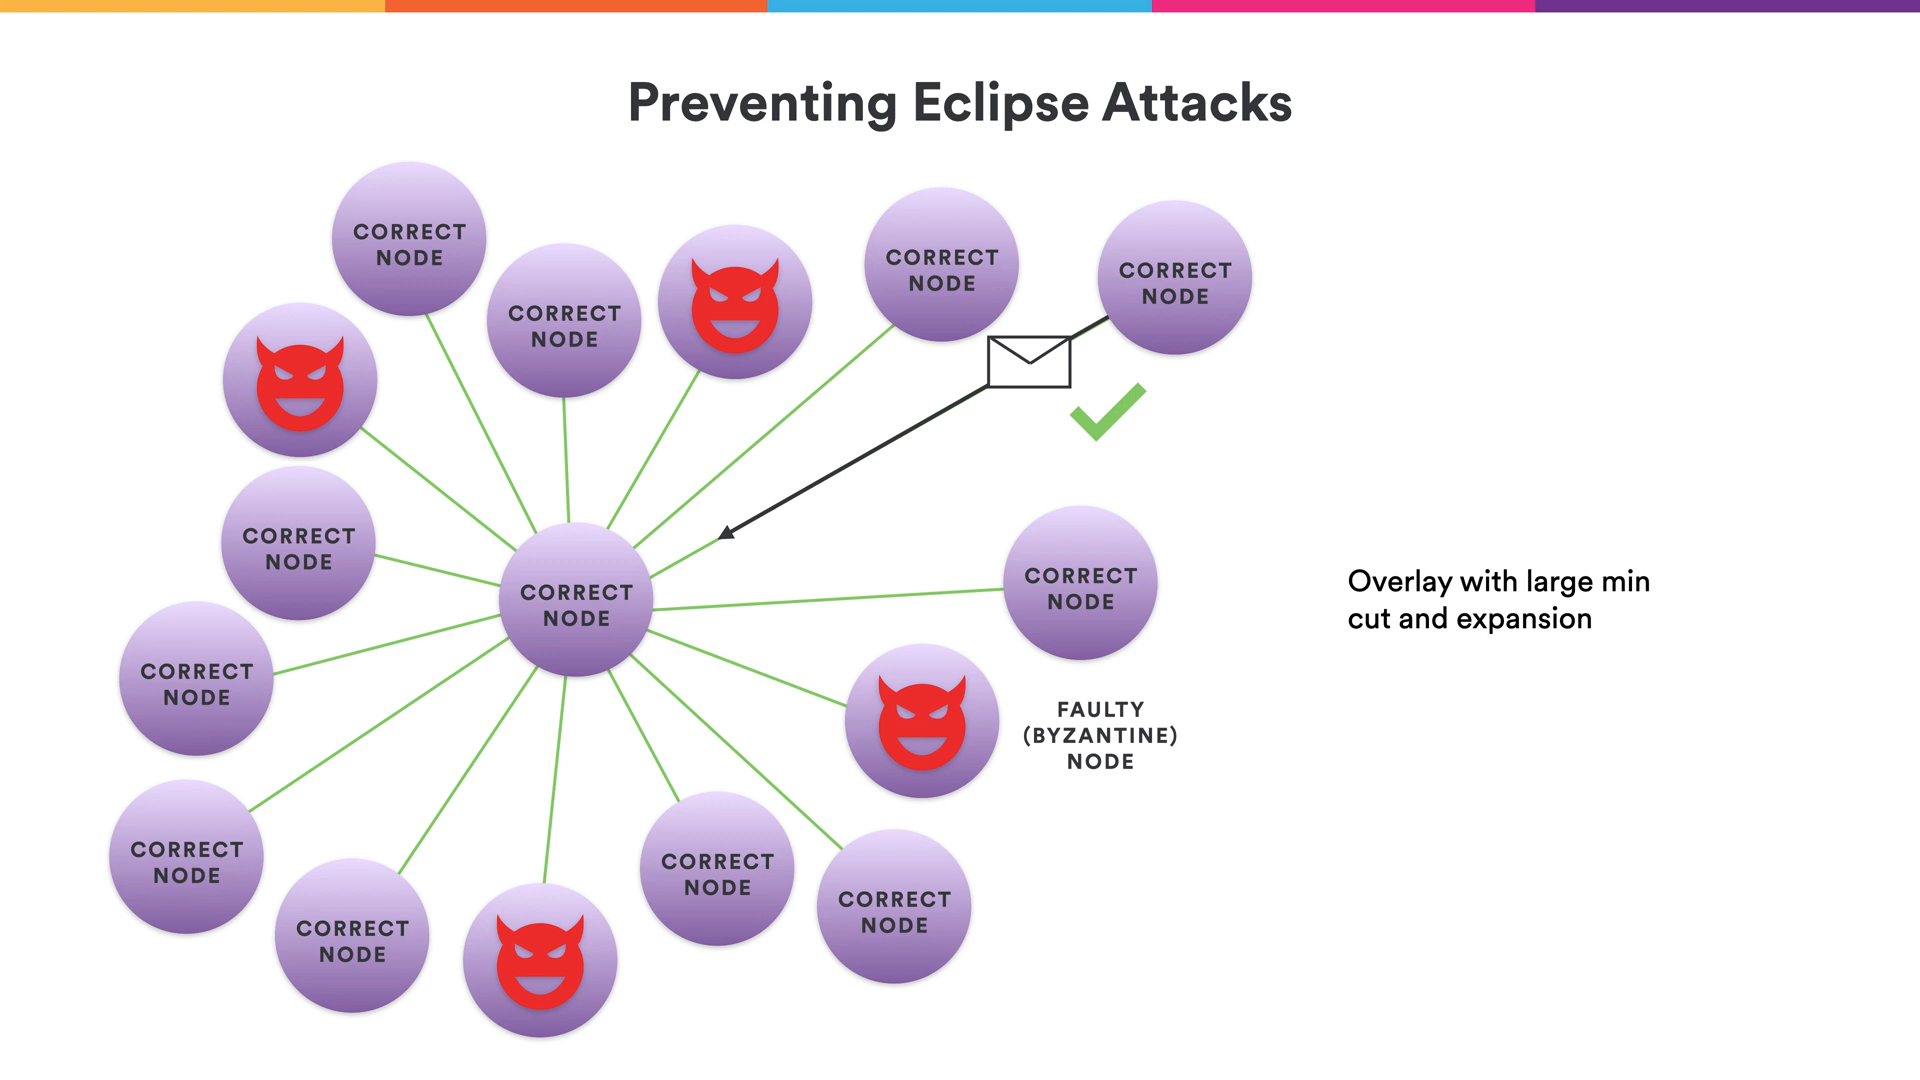 Preventing Eclipse Attacks
CORRECT
NODE
CORRECT
NODE
CORRECT
NODE
CORRECT
NODE
CORRECT
NODE
CORRECT
NODE
CORRECT
NODE
CORRECT
NODE
Overlay with large min
cut and expansion
CORRECT
NODE
FAULTY
(BYZANTINE)
NODE
CORRECT
NODE
CORRECT
NODE
CORRECT
NODE
CORRECT
NODE